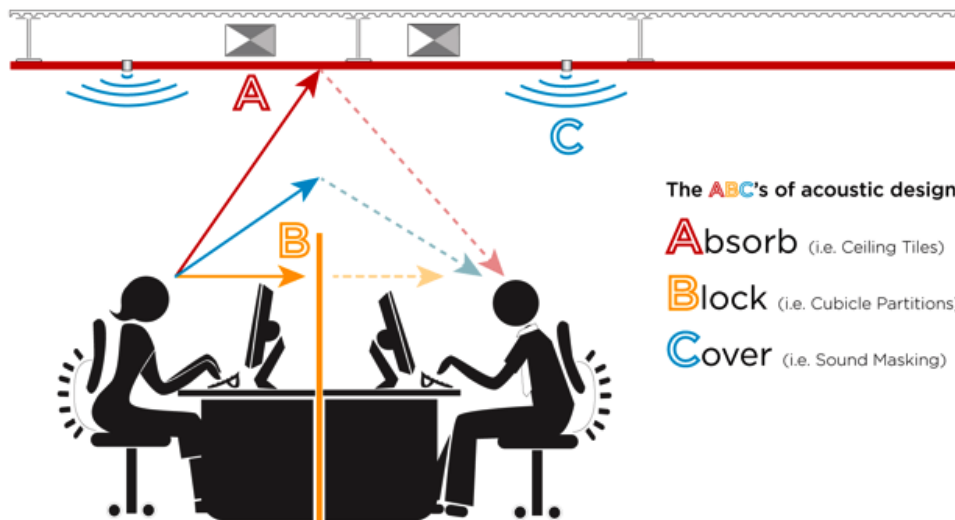 A
C
B
The ABC's of acoustic design
Absorb (i.e. Ceiling Tiles)
Block (i.e. Cubicle Partitions)
Cover (i.e. Sound Masking)